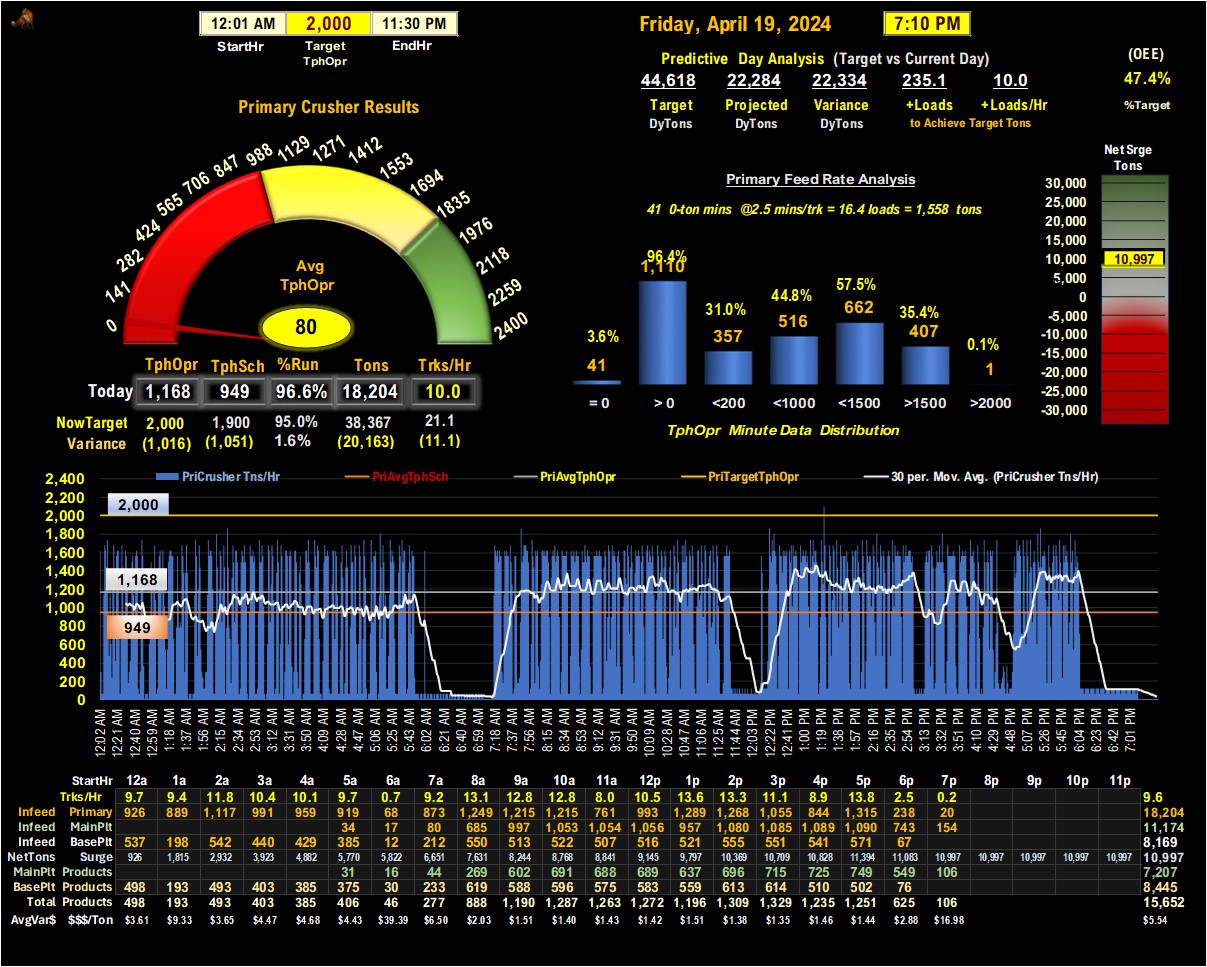 12:01 AM 2,000 11:30 PM
StartHr Target EndHr
TphOpr
Friday, April 19, 2024 7:10 PM
Predictive Day Analysis (Target vs Current Day)
44,618 22,284 22,334 235.1 10.0
Target Projected Variance +Loads +Loads/Hr
DyTons DyTons DyTons to Achieve Target Tons
(OEE)
47.4%
%Target
Primary Crusher Results
0 141 282 424 565 706 847 988 1129 1271 1412 1553 1694 1835 1976 2118 2259 2400
Avg
TphOpr
80
TphOpr TphSch %Run Tons Trks/Hr
Today 1,168 949 96.6% 18,204 10.0
NowTarget 2,000 1,900 95.0% 38,367 21.1
Variance (1,016) (1,051) 1.6% (20,163) (11.1)
Primary Feed Rate Analysis
41 0-ton mins @2.5 mins/trk = 16.4 loads = 1,558 tons
3.6% 96.4% 31.0% 44.8% 57.5% 35.4% 0.1%
41 1,110 357 516 662 407 1
= 0 > 0 <200 <1000 <1500 >1500 >2000
TphOpr Minute Data Distribution
Net Srge
Tons
30,000
25,000
20,000
15,000
10,000 10,997
5,000
0
-5,000
-10,000
-15,000
-20,000
-25,000
-30,000
PriCrusher Tns/Hr PriAvgTphSch PriAvgTphOpr PriTargetTphOpr 30 per. Mov. Avg. (PriCrusher Tns/Hr)
2,400
2,200
2,000
1,800
1,600
1,400
1,200
1,000
800
600
400
200
0
2,000
1,168
949
12:02 AM 12:21 AM 12:40 AM 12:59 AM 1:18 AM 1:37 AM 1:56 AM 2:15 AM 2:34 AM 2:53 AM 3:12 AM 3:31 AM 3:50 AM 4:09 AM 4:28 AM 4:47 AM 5:05 AM 5:24 AM 5:43 AM 6:02 AM 6:21 AM 6:40 AM 6:59 AM 7:18 AM 7:37 AM 7:56 AM 8:15 AM 8:34 AM 8:53 AM 9:12 AM 9:31 AM 9:50 AM 10:09 AM 10:28 AM 10:47 AM 11:06 AM 11:25 AM 11:44 AM 12:03 PM 12:22 PM 12:41 PM 1:00 PM 1:19 PM 1:38 PM 1:57 PM 2:16 PM 2:35 PM 2:54 PM 3:13 PM 3:32 PM 3:51 PM 4:10 PM 4:29 PM 4:48 PM 5:07 PM 5:26 PM 5:45 PM 6:04 PM 6:23 PM 6:42 PM 7:01 PM
StartHr 12a 1a 2a 3a 4a 5a 6a 7a 8a 9a 10a 11a 12p 1p 2p 3p 4p 5p 6p 7p 8p 9p 10p 11p
Trks/Hr 9.7 9.4 11.8 10.4 10.1 9.7 0.7 9.2 13.1 12.8 12.8 8.0 10.5 13.6 13.3 11.1 8.9 13.8 2.5 0.2 9.6
Infeed Primary 926 889 1,117 991 959 919 68 873 1,249 1,215 1,215 761 993 1,289 1,268 1,055 844 1,315 238 20 18,204
Infeed MainPlt 34 17 80 685 997 1,053 1,054 1,056 957 1,080 1,085 1,089 1,090 743 154 11,174
Infeed BasePlt 537 198 542 440 429 385 12 212 550 513 522 507 516 521 555 551 541 571 67 8,169
NetTons Surge 926 1,815 2,932 3,923 4,882 5,770 5,822 6,651 7,631 8,244 8,768 8,841 9,145 9,797 10,369 10,709 10,828 11,394 11,083 10,997 10,997 10,997 10,997 10,997 10,997
MainPlt Products 31 16 44 269 602 691 688 689 637 696 715 725 749 549 106 7,207
BasePlt Products 498 193 493 403 385 375 30 233 619 588 596 575 583 559 613 614 510 502 76 8,445
Total Products 498 193 493 403 385 406 46 277 888 1,190 1,287 1,263 1,272 1,196 1,309 1,329 1,235 1,251 625 106 15,652
AvgVar$ $$$/Ton $3.61 $9.33 $3.65 $4.47 $4.68 $4.43 $39.39 $6.50 $2.03 $1.51 $1.40 $1.43 $1.42 $1.51 $1.38 $1.35 $1.46 $1.44 $2.88 $16.98 $5.54